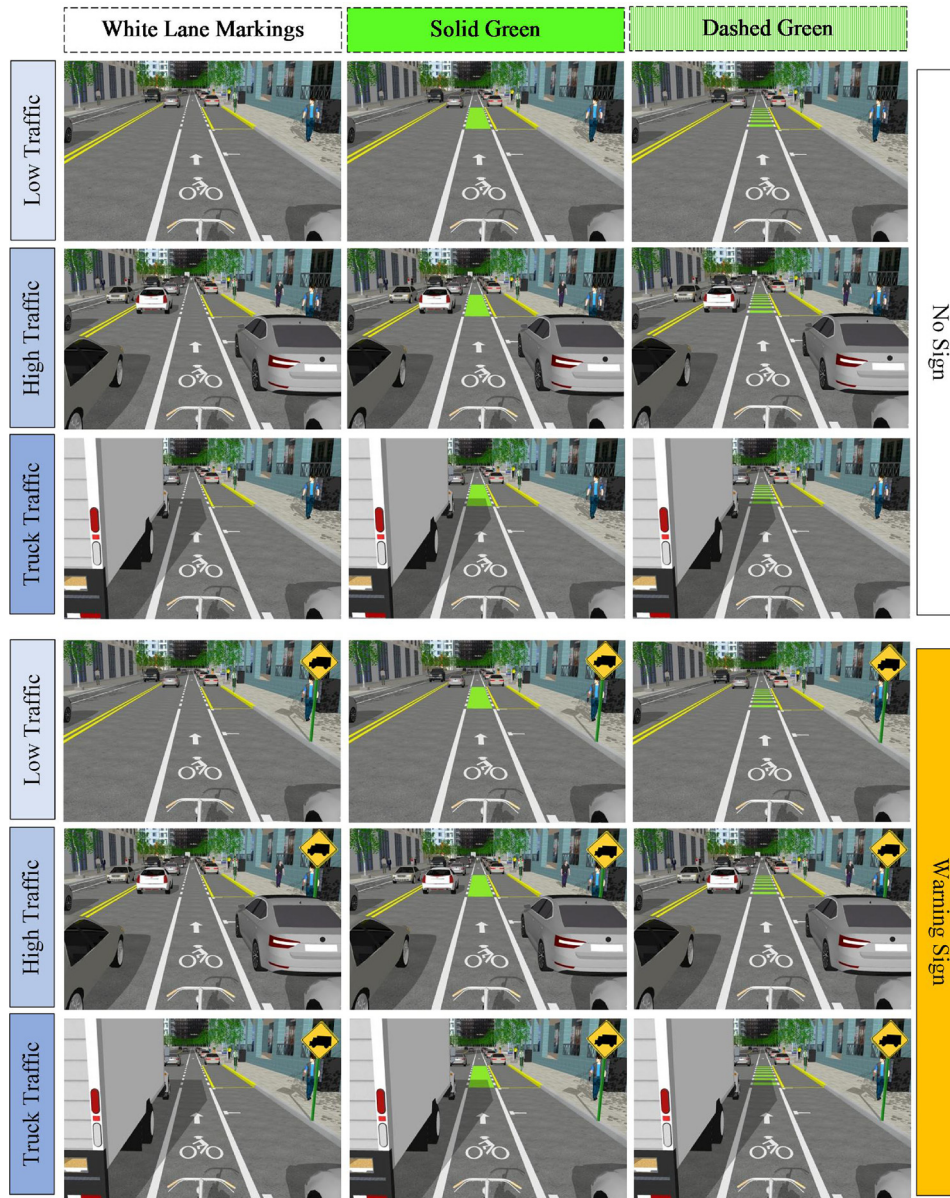 White Lane Markings
Solid Green
Dashed Green
Low Traffic
High Traffic
Truck Traffic
No Sign
Low Traffic
High Traffic
Truck Traffic
Warning Sign